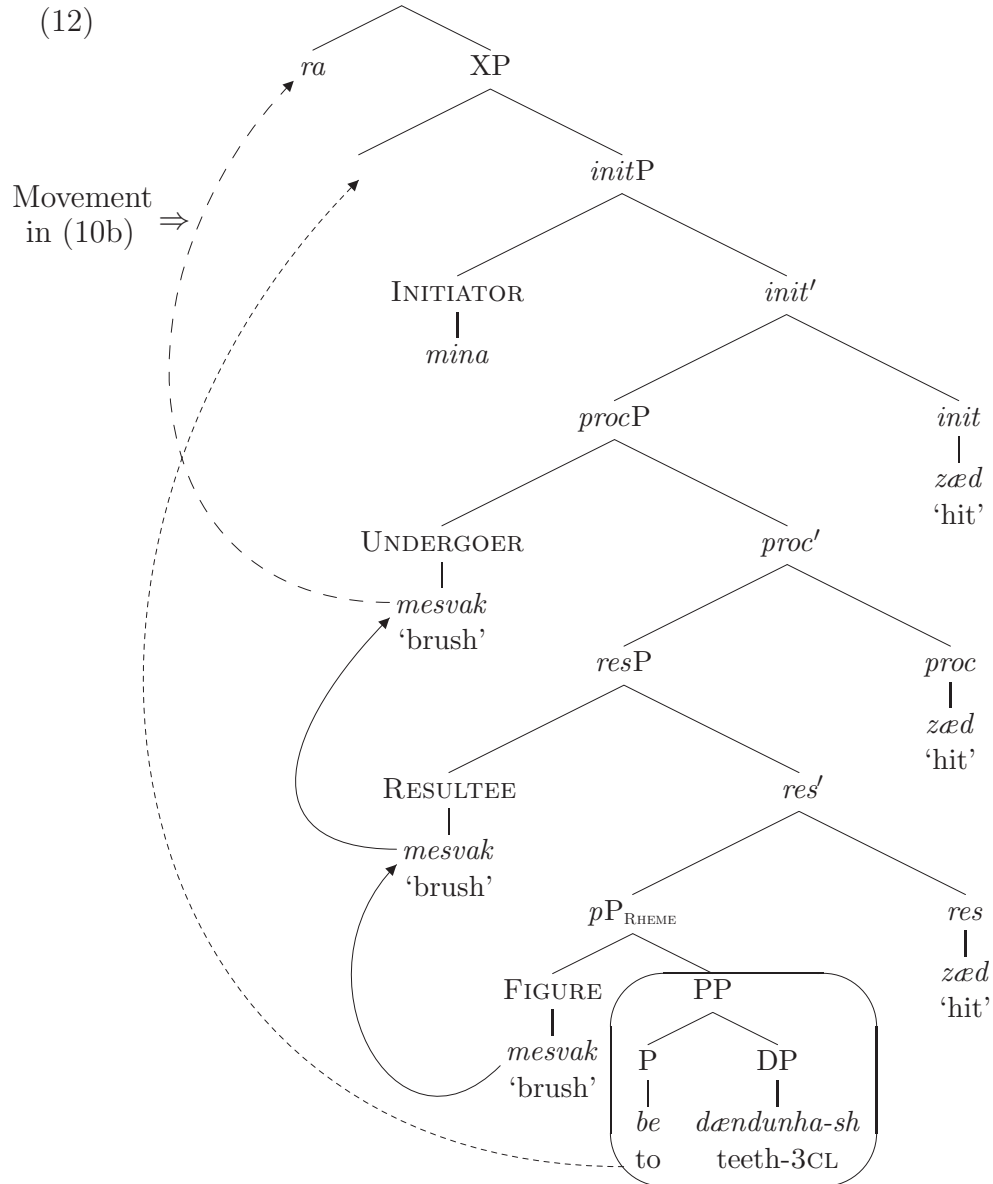 (12)
ra XP
initP
Movement
in (10b) ⇒
INITIATOR init′
mina
procP init
zæd
‘hit’
UNDERGOER proc′
mesvak
‘brush’
resP proc
zæd
‘hit’
RESULTEE res′
mesvak
‘brush’
pP_RHEME res
zæd
‘hit’
FIGURE PP
mesvak
‘brush’
P DP
be dændunha-sh
to teeth-3CL